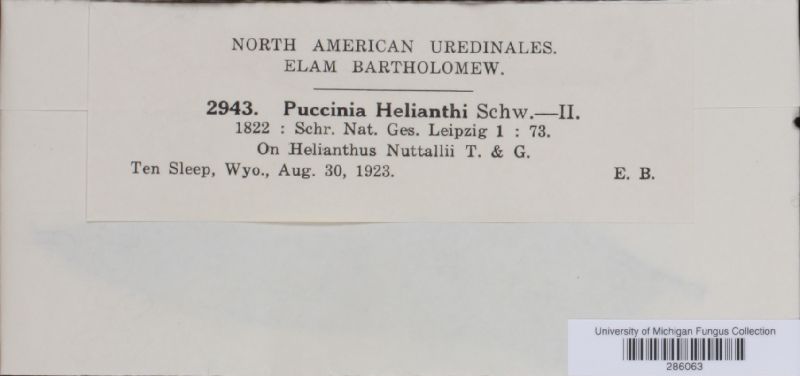 NORTH AMERICAN UREDINALES.
ELAM BARTHOLOMEW.
2943. Puccinia Helianthi Schw.—II.
1822 : Schr. Nat. Ges. Leipzig 1 : 73.
On Helianthus Nuttallii T. & G.
Ten Sleep, Wyo., Aug. 30, 1923. E. B.
University of Michigan Fungus Collection
286063